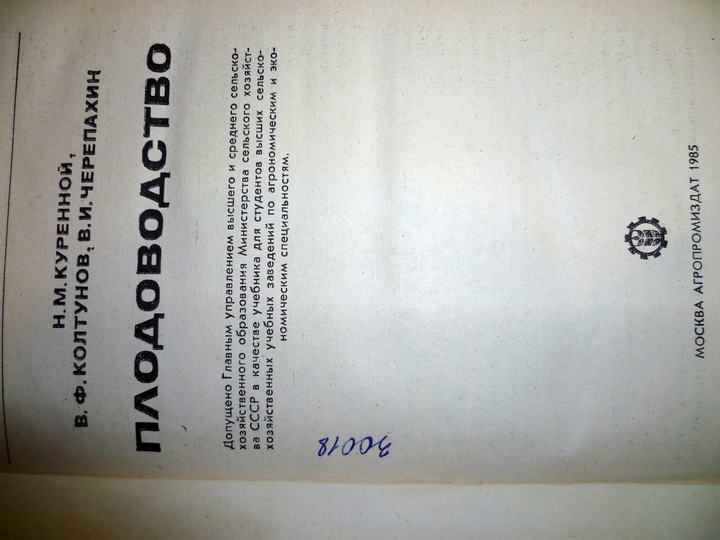 Н. М. КУРЕННОЙ,
В. Ф. КОЛТУНОВ, В. И. ЧЕРЕПАХИН
ПЛОДОВОДСТВО
Допущено Главным управлением высшего и среднего сельско-
хозяйственного образования Министерства сельского хозяйст-
ва СССР в качестве учебника для студентов высших сельско-
хозяйственных учебных заведений по агрономическим и эко-
номическим специальностям.
30018
МОСКВА АГРОПРОМИЗДАТ 1985